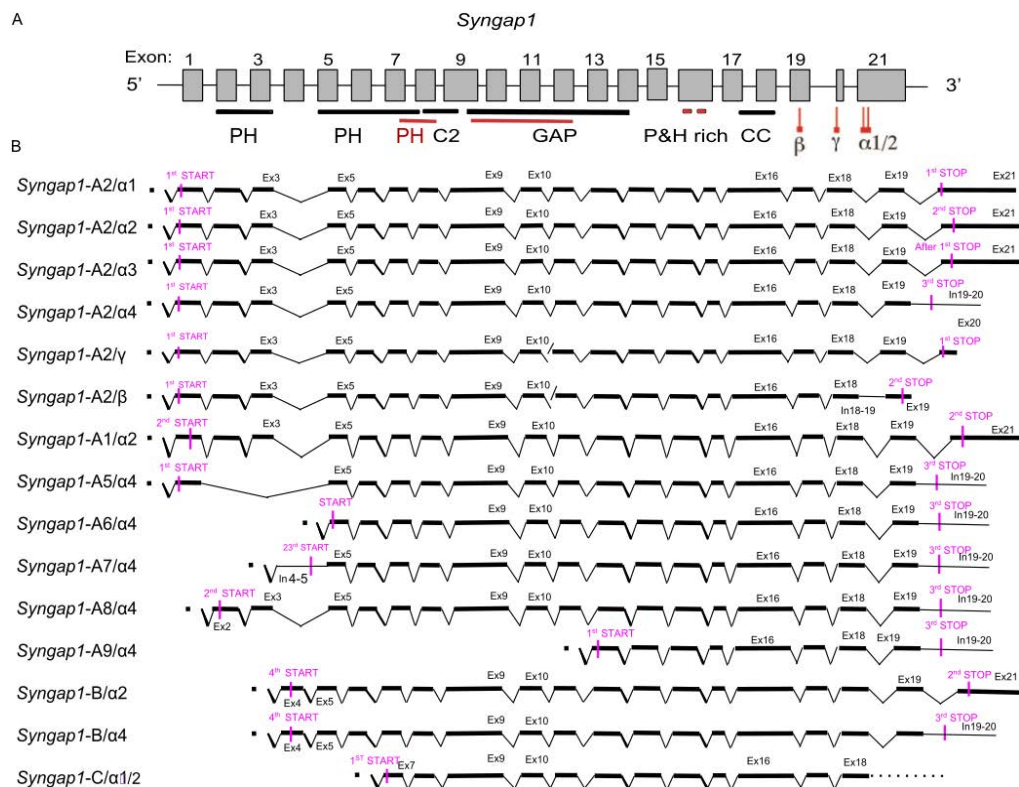 A
Syngap1
Exon: 1 3 5 7 9 11 13 15 17 19 21
5’ 3’
PH PH PH C2 GAP P&H rich CC β γ α1/2
B
Syngap1-A2/α1 1st START Ex3 Ex5 Ex9 Ex10 Ex16 Ex18 Ex19 1st STOP Ex21
Syngap1-A2/α2 1st START Ex3 Ex5 Ex9 Ex10 Ex16 Ex18 Ex19 2nd STOP Ex21
Syngap1-A2/α3 1st START Ex3 Ex5 Ex9 Ex10 Ex16 Ex18 Ex19 After 1st STOP Ex21
Syngap1-A2/α4 1st START Ex3 Ex5 Ex9 Ex10 Ex16 Ex18 Ex19 3rd STOP In19-20
Syngap1-A2/γ 1st START Ex3 Ex5 Ex9 Ex10 Ex16 Ex18 Ex19 1st STOP Ex20
Syngap1-A2/β 1st START Ex3 Ex5 Ex9 Ex10 Ex16 Ex18 In18-19 2nd STOP Ex19
Syngap1-A1/α2 2nd START Ex3 Ex5 Ex9 Ex10 Ex16 Ex18 Ex19 2nd STOP Ex21
Syngap1-A5/α4 1st START Ex5 Ex9 Ex10 Ex16 Ex18 Ex19 3rd STOP In19-20
Syngap1-A6/α4 START Ex9 Ex10 Ex16 Ex18 Ex19 3rd STOP In19-20
Syngap1-A7/α4 23rd START In4-5 Ex5 Ex9 Ex10 Ex16 Ex18 Ex19 3rd STOP In19-20
Syngap1-A8/α4 2nd START Ex2 Ex3 Ex5 Ex9 Ex10 Ex16 Ex18 Ex19 3rd STOP In19-20
Syngap1-A9/α4 1st START Ex16 Ex18 Ex19 3rd STOP In19-20
Syngap1-B/α2 4th START Ex4 Ex5 Ex9 Ex10 Ex16 Ex19 2nd STOP Ex21
Syngap1-B/α4 4th START Ex4 Ex5 Ex9 Ex10 Ex16 Ex18 Ex19 3rd STOP In19-20
Syngap1-C/α1/2 1ST START Ex7 Ex9 Ex10 Ex16 Ex18